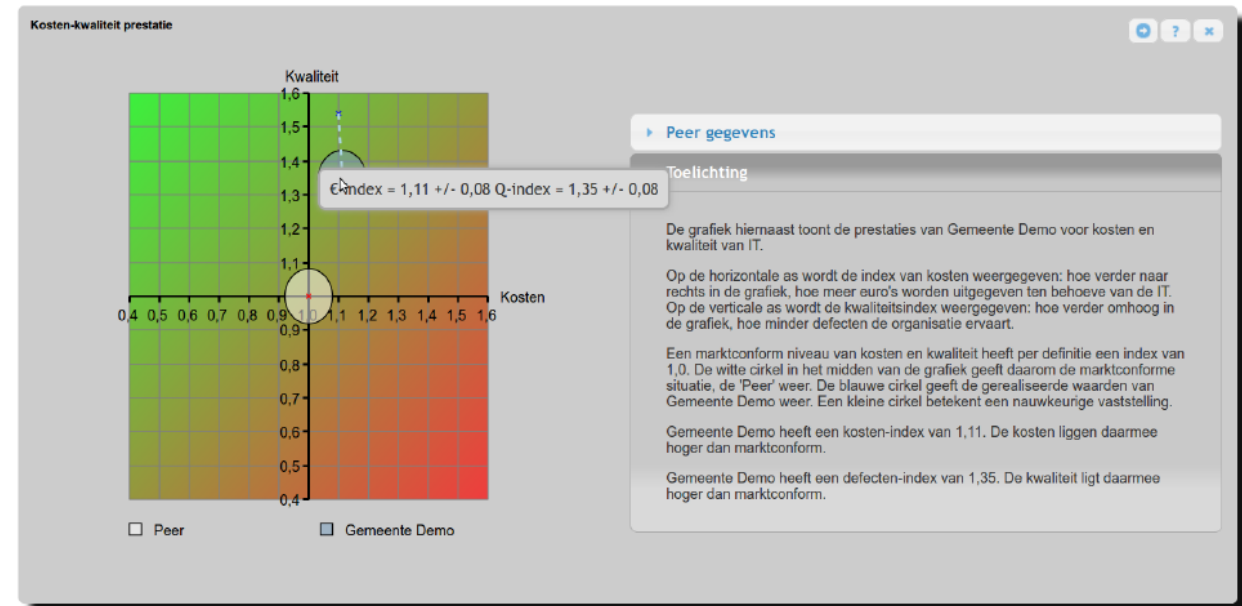 Kosten-kwaliteit prestatie
?
Kwaliteit
1,6
1,5
1,4
1,3
1,2
1,1
0,4 0,5 0,6 0,7 0,8 0,9 1,0 1,1 1,2 1,3 1,4 1,5 1,6
Kosten
0,9
0,8
0,7
0,6
0,5
0,4
Peer
Gemeente Demo
€-index = 1,11 +/- 0,08 Q-index = 1,35 +/- 0,08
Peer gegevens
Toelichting
De grafiek hiernaast toont de prestaties van Gemeente Demo voor kosten en
kwaliteit van IT.
Op de horizontale as wordt de index van kosten weergegeven: hoe verder naar
rechts in de grafiek, hoe meer euro's worden uitgegeven ten behoeve van de IT.
Op de verticale as wordt de kwaliteitsindex weergegeven: hoe verder omhoog in
de grafiek, hoe minder defecten de organisatie ervaart.
Een marktconform niveau van kosten en kwaliteit heeft per definitie een index van
1,0. De witte cirkel in het midden van de grafiek geeft daarom de marktconforme
situatie, de 'Peer' weer. De blauwe cirkel geeft de gerealiseerde waarden van
Gemeente Demo weer. Een kleine cirkel betekent een nauwkeurige vaststelling.
Gemeente Demo heeft een kosten-index van 1,11. De kosten liggen daarmee
hoger dan marktconform.
Gemeente Demo heeft een defecten-index van 1,35. De kwaliteit ligt daarmee
hoger dan marktconform.